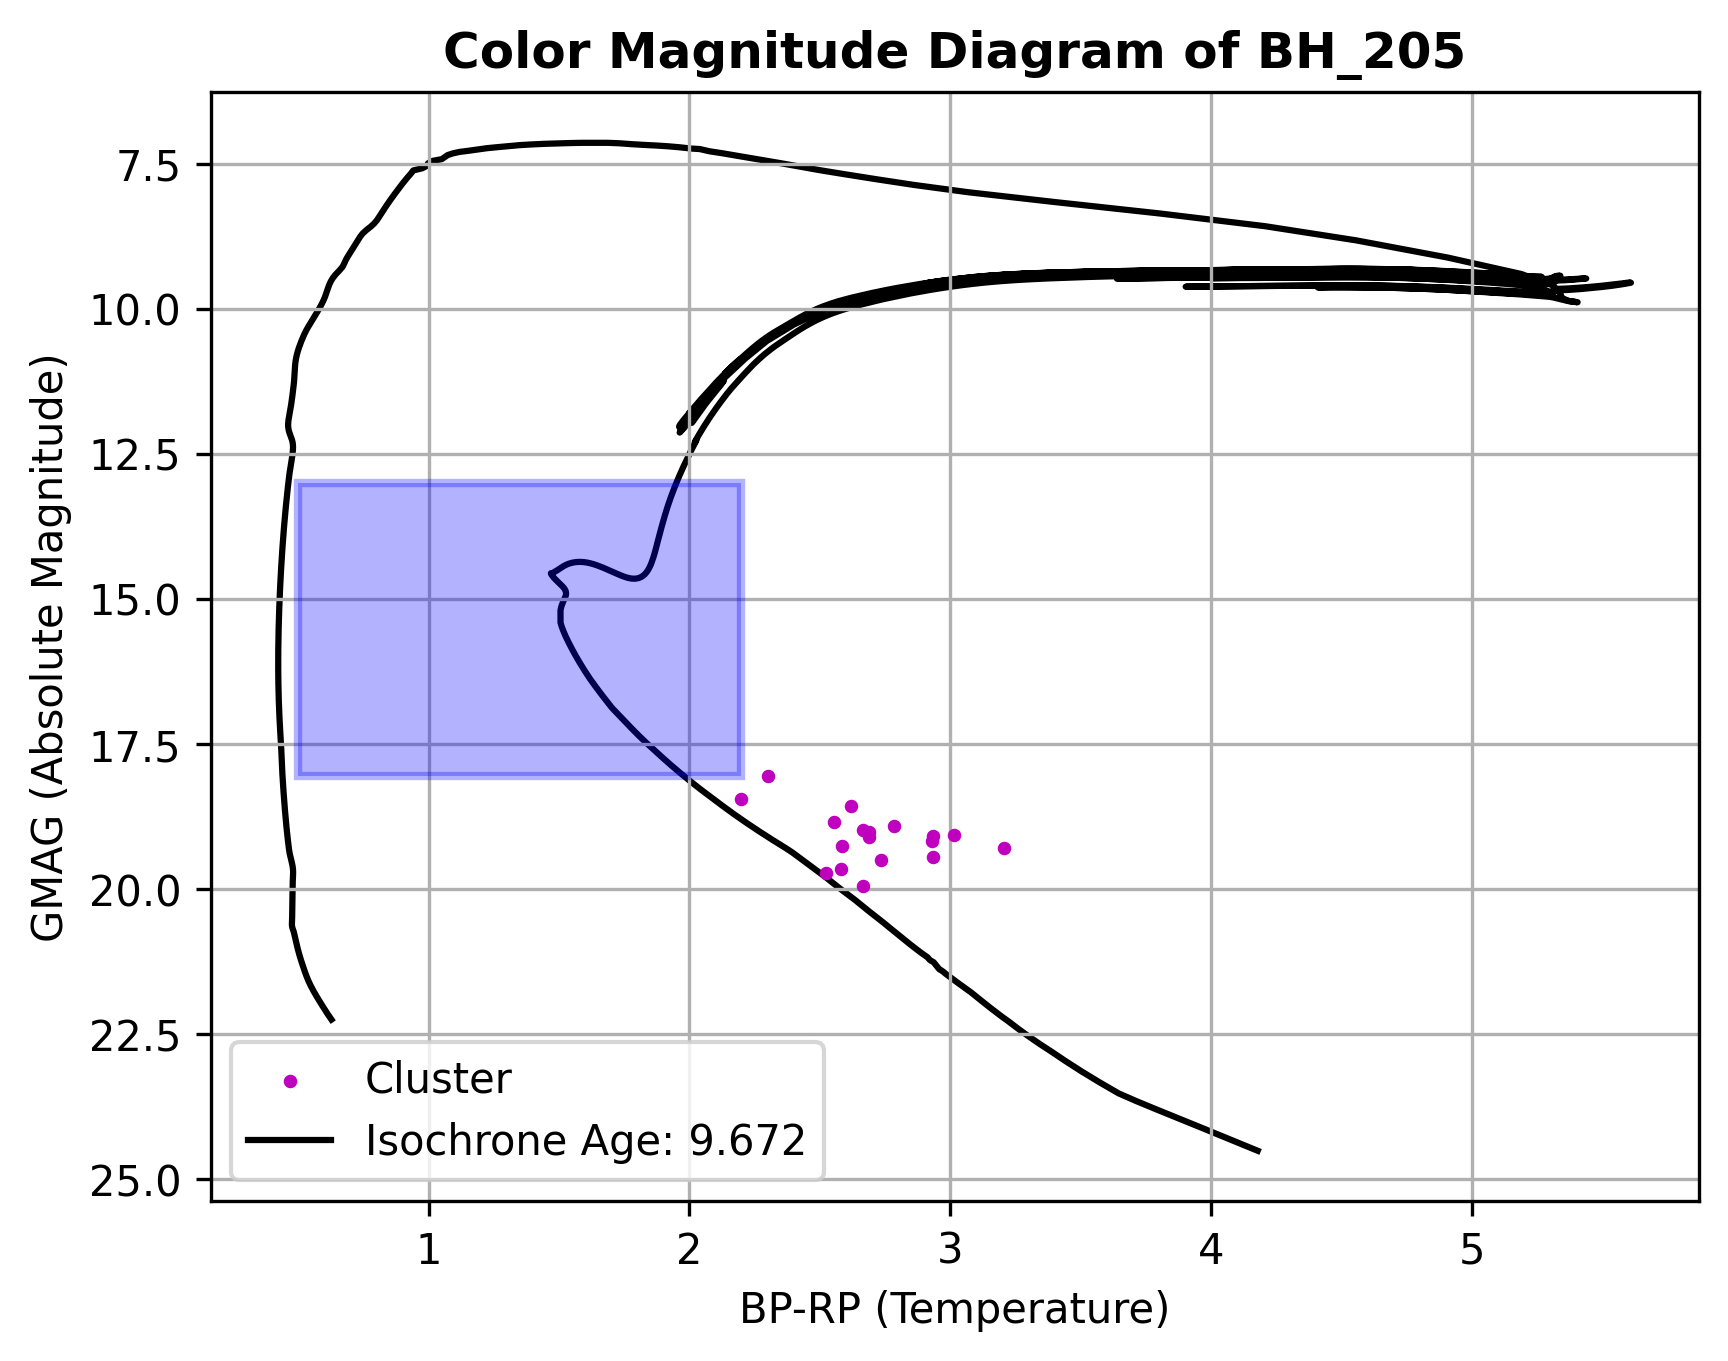 Color Magnitude Diagram of BH_205
GMAG (Absolute Magnitude)
7.5
10.0
12.5
15.0
17.5
20.0
22.5
25.0
Cluster
Isochrone Age: 9.672
1 2 3 4 5
BP-RP (Temperature)